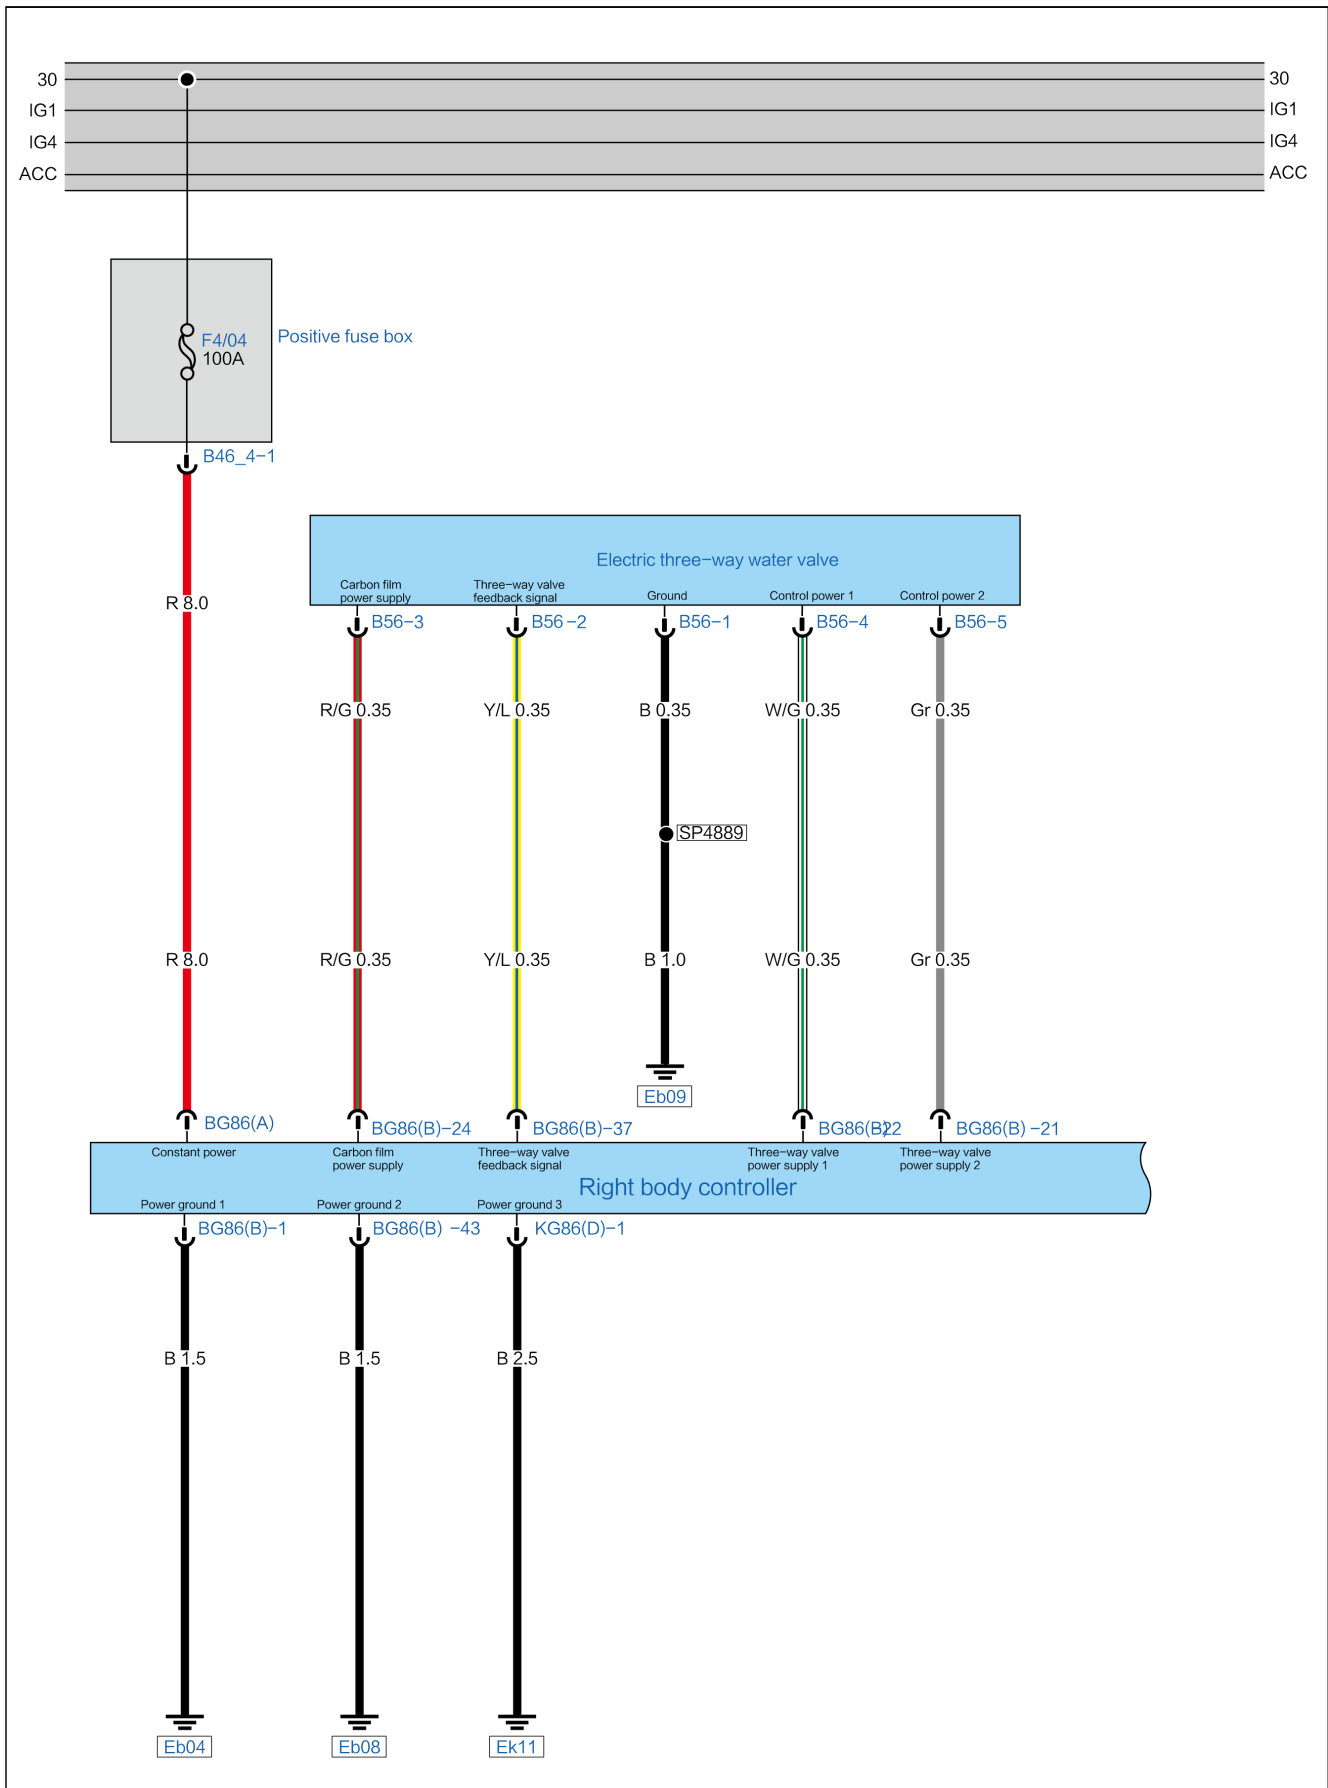 30
30
IG1
IG1
IG4
IG4
ACC
ACC
F4/04
100A
Positive fuse box
B46_4-1
R 8.0
Electric three-way water valve
Carbon film
power supply
Three-way valve
feedback signal
Ground
Control power 1
Control power 2
B56-3
B56-2
B56-1
B56-4
B56-5
R/G 0.35
Y/L 0.35
B 0.35
W/G 0.35
Gr 0.35
SP4889
R 8.0
R/G 0.35
Y/L 0.35
B 1.0
W/G 0.35
Gr 0.35
Eb09
BG86(A)
BG86(B)-24
BG86(B)-37
BG86(B)-22
BG86(B) -21
Constant power
Carbon film
power supply
Three-way valve
feedback signal
Three-way valve
power supply 1
Three-way valve
power supply 2
Right body controller
Power ground 1
Power ground 2
Power ground 3
BG86(B)-1
BG86(B) -43
KG86(D)-1
B 1.5
B 1.5
B 2.5
Eb04
Eb08
Ek11